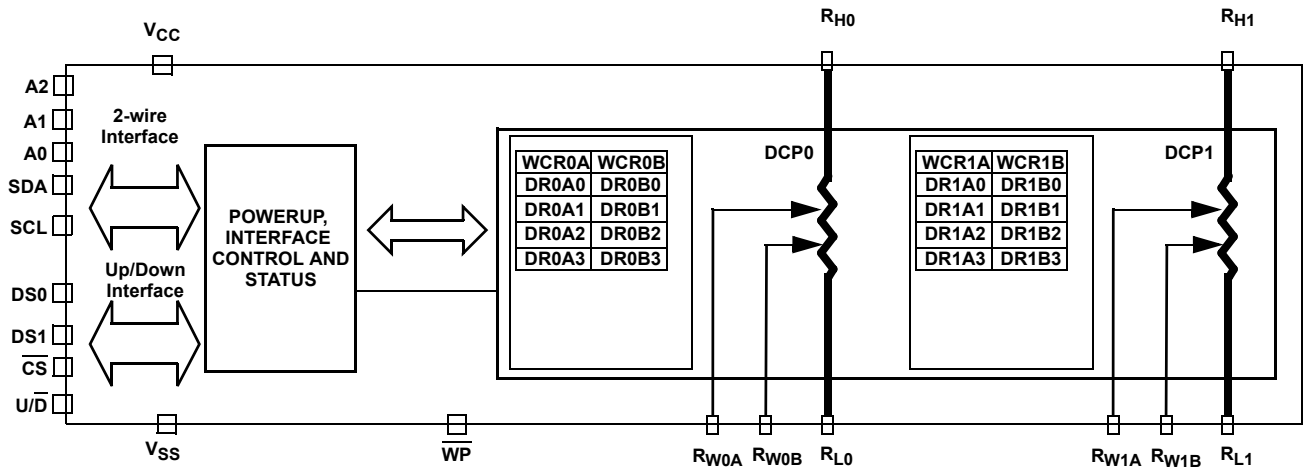 VCC
RH0
RH1
A2
A1
A0
SDA
SCL
DS0
DS1
C̅S̅
U/D̅
2-wire
Interface
Up/Down
Interface
POWERUP,
INTERFACE
CONTROL AND
STATUS
WCR0A WCR0B
DR0A0 DR0B0
DR0A1 DR0B1
DR0A2 DR0B2
DR0A3 DR0B3
DCP0
WCR1A WCR1B
DR1A0 DR1B0
DR1A1 DR1B1
DR1A2 DR1B2
DR1A3 DR1B3
DCP1
VSS
W̅P̅
RW0A
RW0B
RL0
RW1A
RW1B
RL1